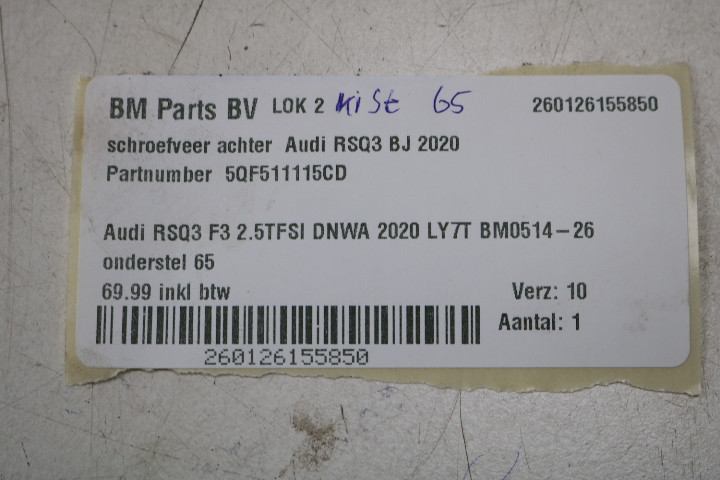 BM Parts BV LOK 2 Kiste 65 260126155850
schroefveer achter Audi RSQ3 BJ 2020
Partnumber 5QF511115CD
Audi RSQ3 F3 2.5TFSI DNWA 2020 LY7T BM0514-26
onderstel 65
69.99 inkl btw Verz: 10
Aantal: 1
260126155850